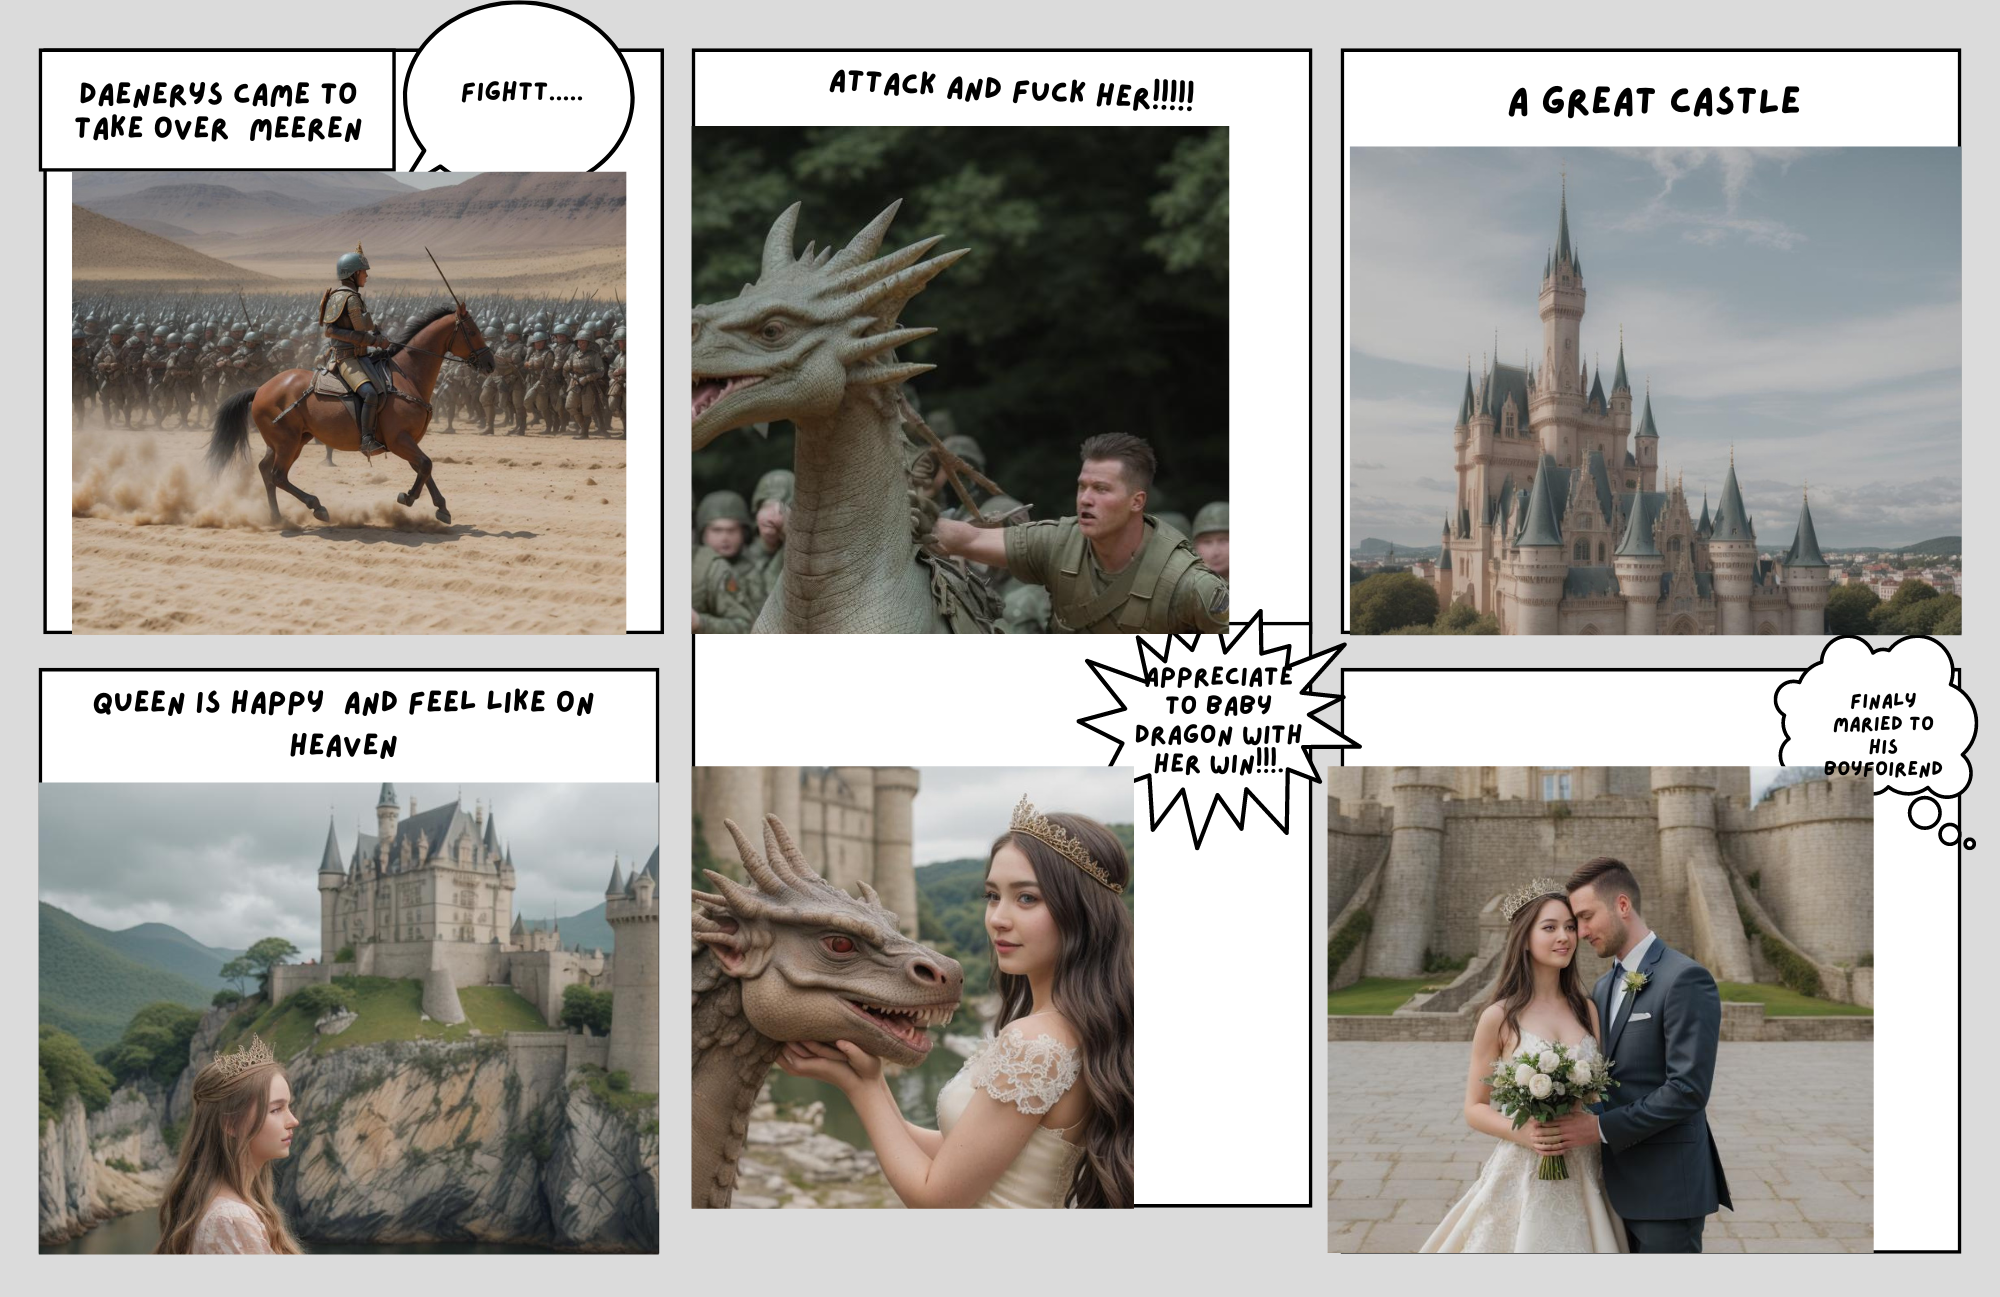 DAENERYS CAME TO
TAKE OVER MEEREN
FIGHTT.....
ATTACK AND FUCK HER!!!!!
A GREAT CASTLE
QUEEN IS HAPPY AND FEEL LIKE ON
HEAVEN
APPRECIATE
TO BABY
DRAGON WITH
HER WIN!!!!
FINALY
MARIED TO
HIS
BOYFOIREND